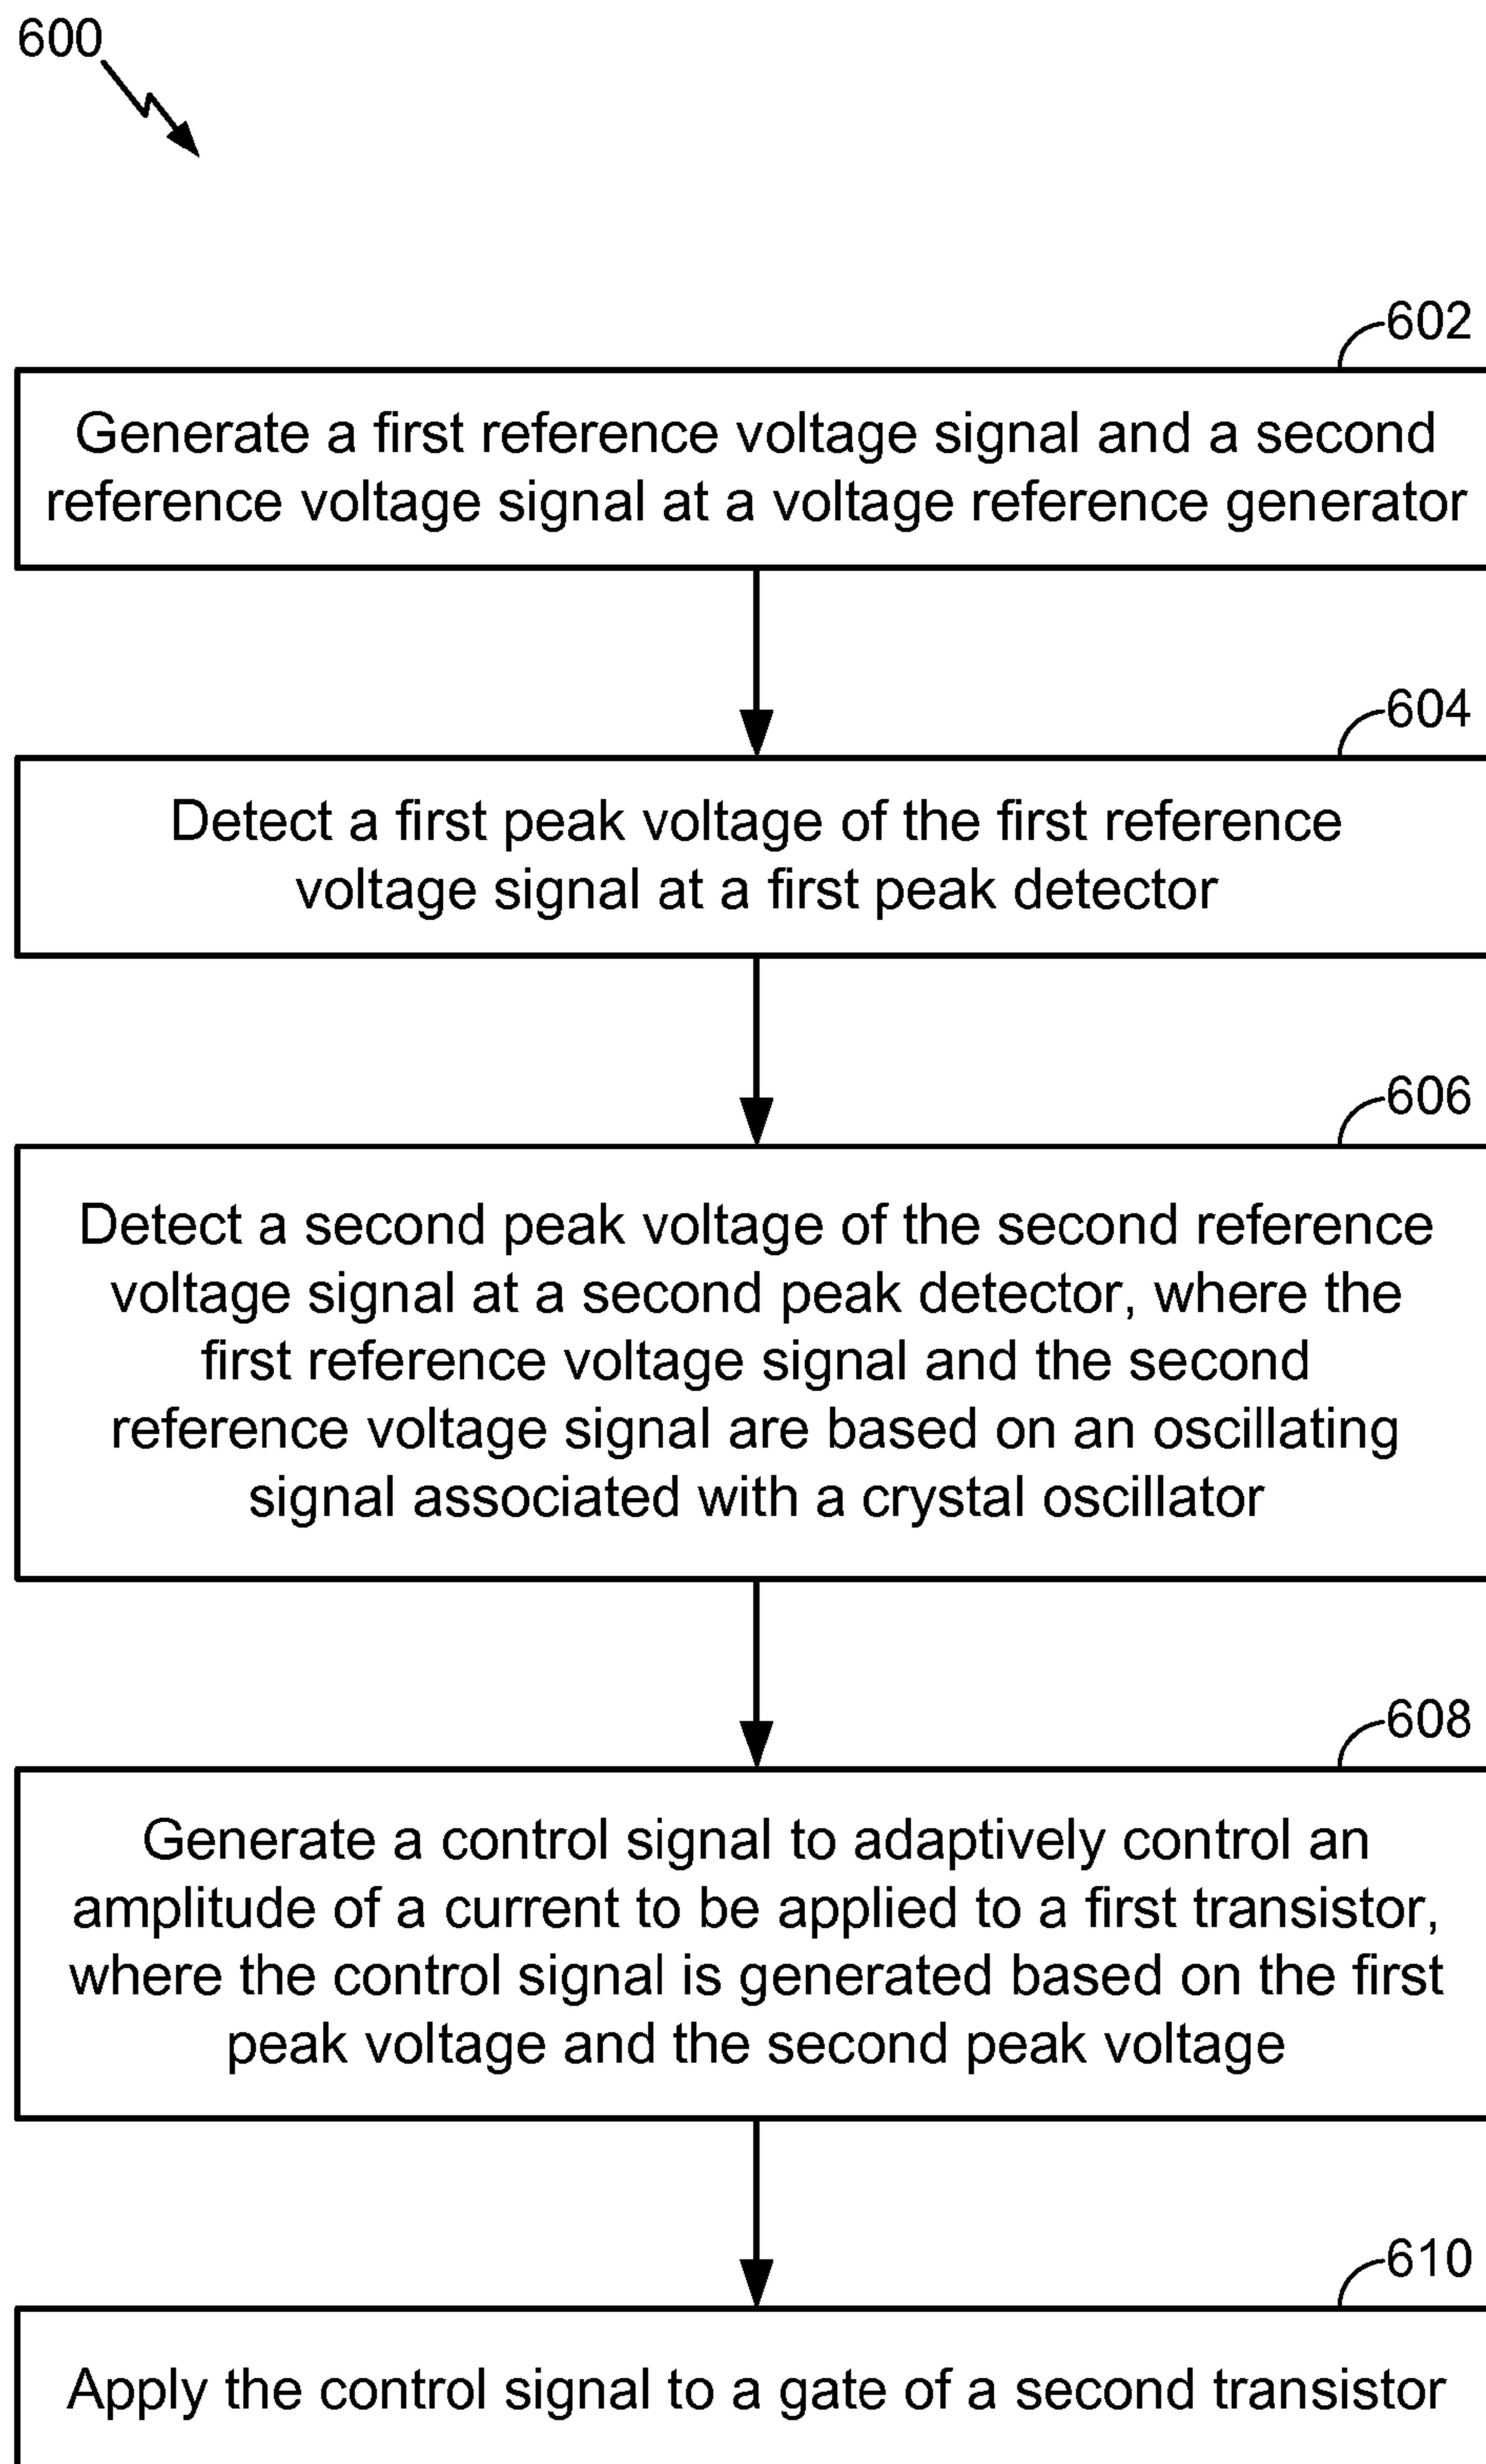 600
602
Generate a first reference voltage signal and a second
reference voltage signal at a voltage reference generator
604
Detect a first peak voltage of the first reference
voltage signal at a first peak detector
606
Detect a second peak voltage of the second reference
voltage signal at a second peak detector, where the
first reference voltage signal and the second
reference voltage signal are based on an oscillating
signal associated with a crystal oscillator
608
Generate a control signal to adaptively control an
amplitude of a current to be applied to a first transistor,
where the control signal is generated based on the first
peak voltage and the second peak voltage
610
Apply the control signal to a gate of a second transistor